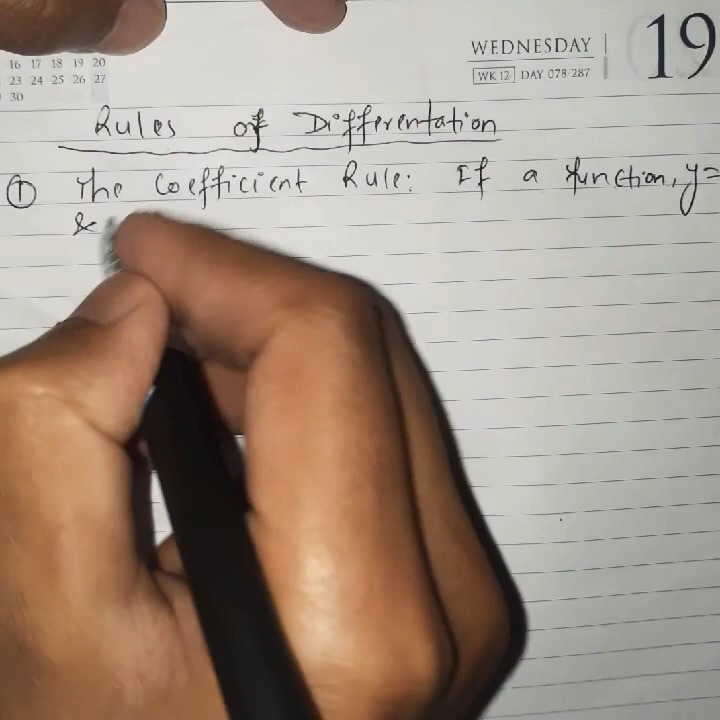 16 17 18 19 20
23 24 25 26 27
30
WEDNESDAY
19
WK 12 DAY 078-287
Rules of Differentation
① The Coefficient Rule: If a function, y=
&